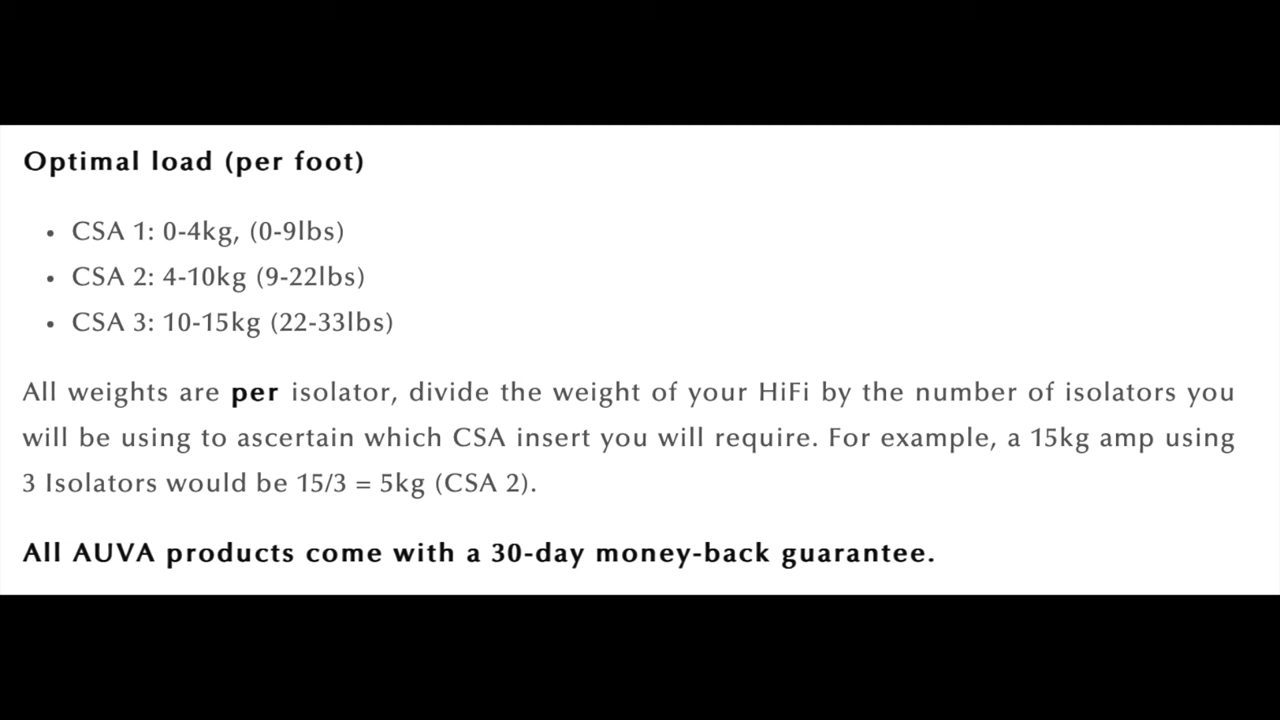 Optimal load (per foot)
• CSA 1: 0-4kg, (0-9lbs)
• CSA 2: 4-10kg (9-22lbs)
• CSA 3: 10-15kg (22-33lbs)
All weights are per isolator, divide the weight of your HiFi by the number of isolators you
will be using to ascertain which CSA insert you will require. For example, a 15kg amp using
3 Isolators would be 15/3 = 5kg (CSA 2).
All AUVA products come with a 30-day money-back guarantee.